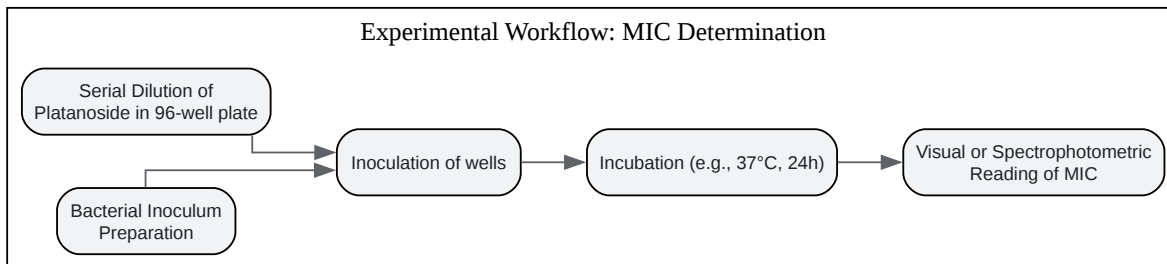 Experimental Workflow: MIC Determination
Serial Dilution of
Platanoside in 96-well plate
Bacterial Inoculum
Preparation
Inoculation of wells
Incubation (e.g., 37°C, 24h)
Visual or Spectrophotometric
Reading of MIC